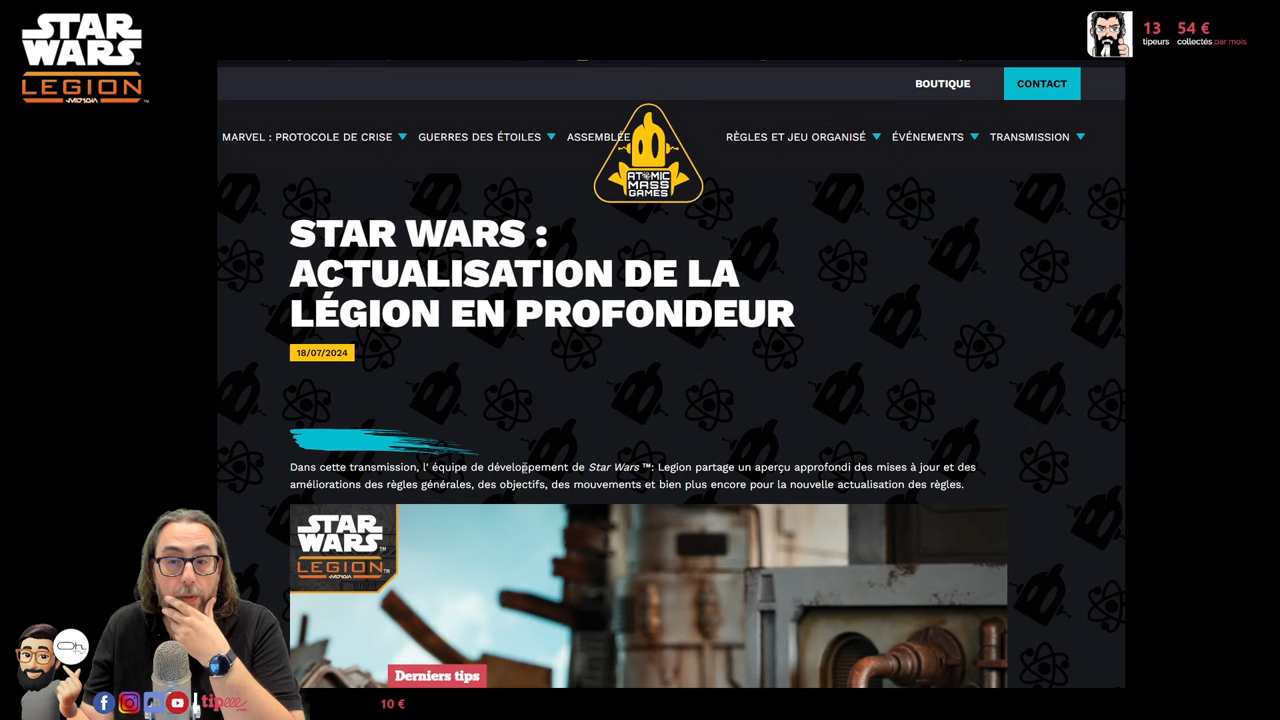 STAR WARS™
LEGION™
13
tipeurs
54 €
collectés par mois
BOUTIQUE
CONTACT
MARVEL : PROTOCOLE DE CRISE
GUERRES DES ÉTOILES
ASSEMBLÉE
ATOMIC
MASS
GAMES
RÈGLES ET JEU ORGANISÉ
ÉVÉNEMENTS
TRANSMISSION
STAR WARS :
ACTUALISATION DE LA
LÉGION EN PROFONDEUR
18/07/2024
Dans cette transmission, l' équipe de développement de Star Wars ™: Legion partage un aperçu approfondi des mises à jour et des
améliorations des règles générales, des objectifs, des mouvements et bien plus encore pour la nouvelle actualisation des règles.
STAR WARS™
LEGION™
Derniers tips
10 €
tipeee